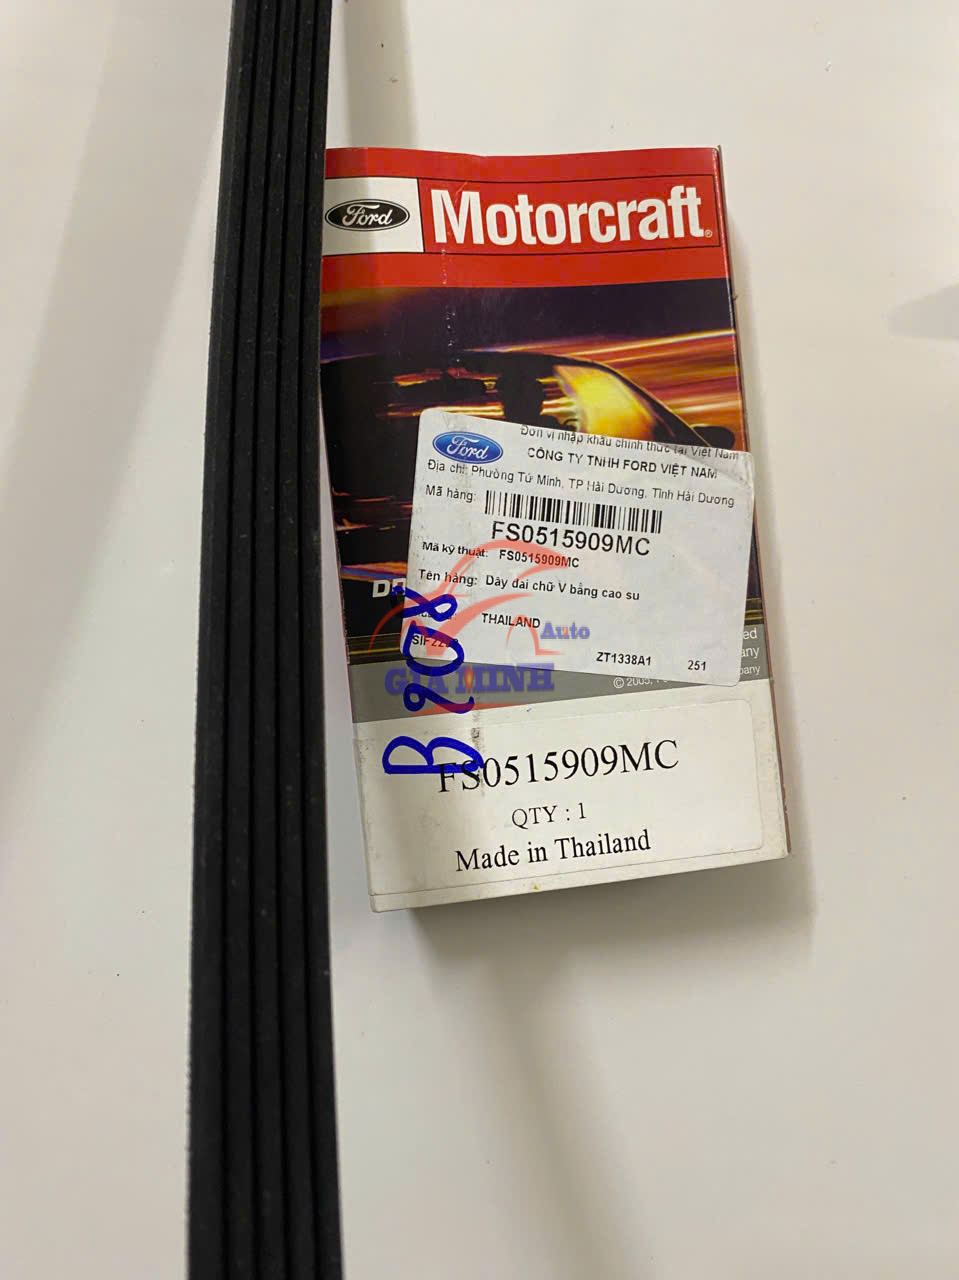 Ford
Motorcraft®
Ford
Đơn vị nhập khẩu chính thức tại Việt Nam
CÔNG TY TNHH FORD VIỆT NAM
Địa chỉ: Phường Tứ Minh, TP Hải Dương, Tỉnh Hải Dương
Mã hàng:
FS0515909MC
Mã kỹ thuật: FS0515909MC
Tên hàng: Dây đai chữ V bằng cao su
THAILAND
ZT1338A1 251
© 2005,
Auto
GIA MINH
FS0515909MC
QTY : 1
Made in Thailand